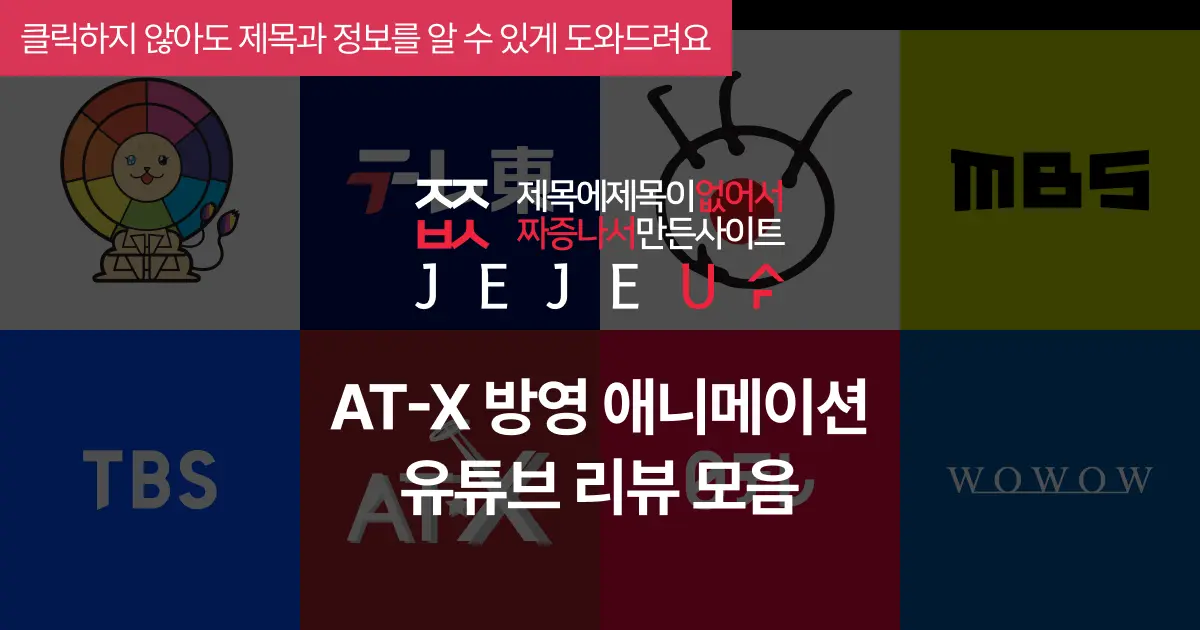 클릭하지 않아도 제목과 정보를 알 수 있게 도와드려요
テレ東
MBS
제목에제목이없어서
짜증나서만든사이트
JEJEU
AT-X 방영 애니메이션
유튜브 리뷰 모음
TBS
AT-X
WOWOW